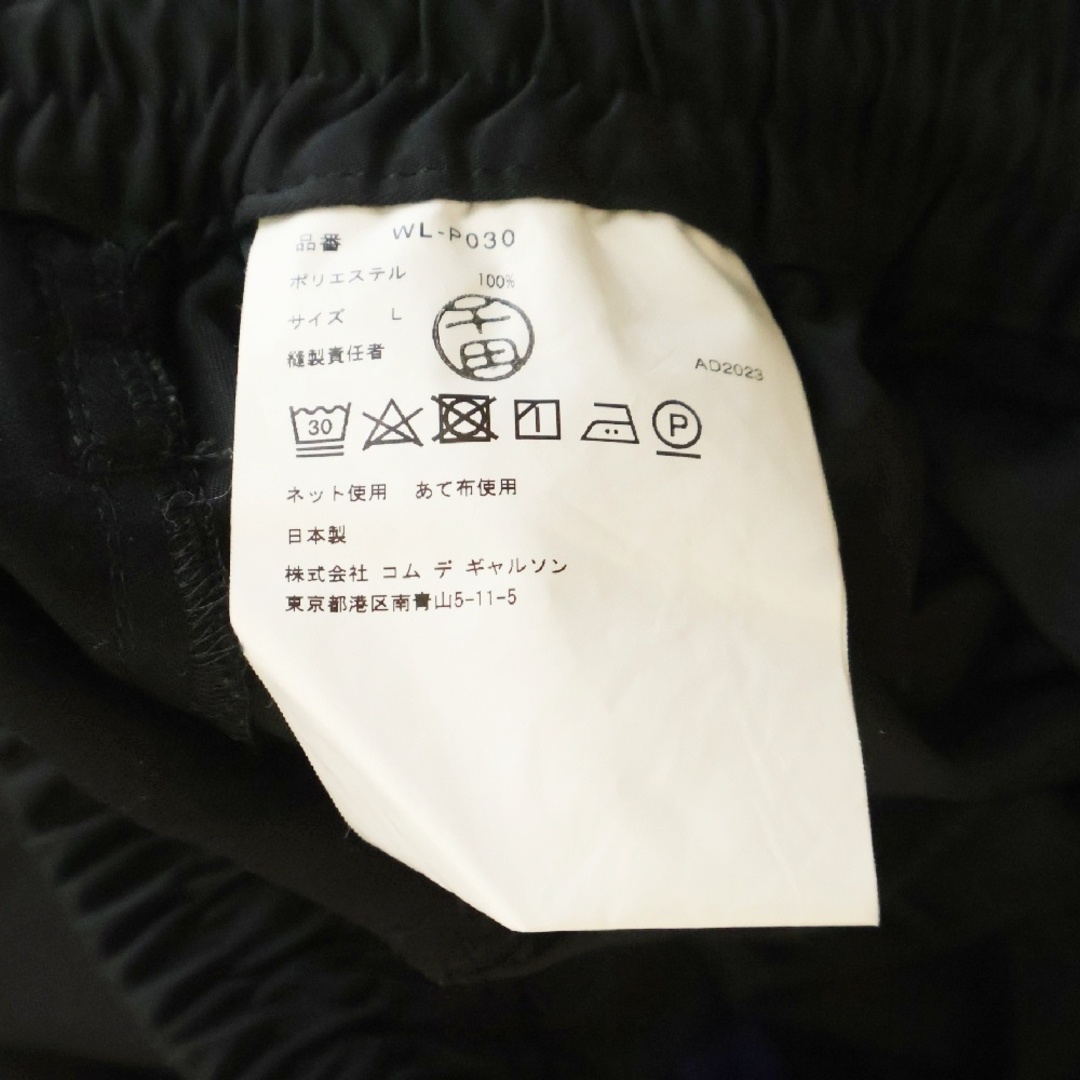 品番 WL-P030
ポリエステル 100%
サイズ L
縫製責任者 千田
AD2023
30 P
ネット使用 あて布使用
日本製
株式会社 コム デ ギャルソン
東京都港区南青山5-11-5